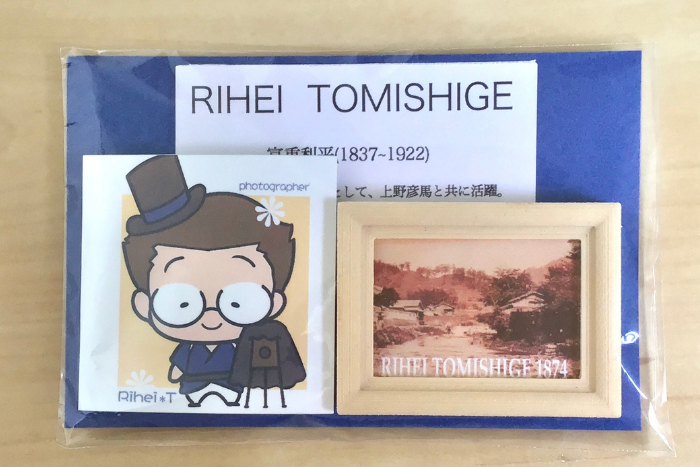 RIHEI TOMISHIGE
富重利平(1837~1922)
として、上野彦馬と共に活躍。
photographer
Rihei*T
RIHEI TOMISHIGE 1874